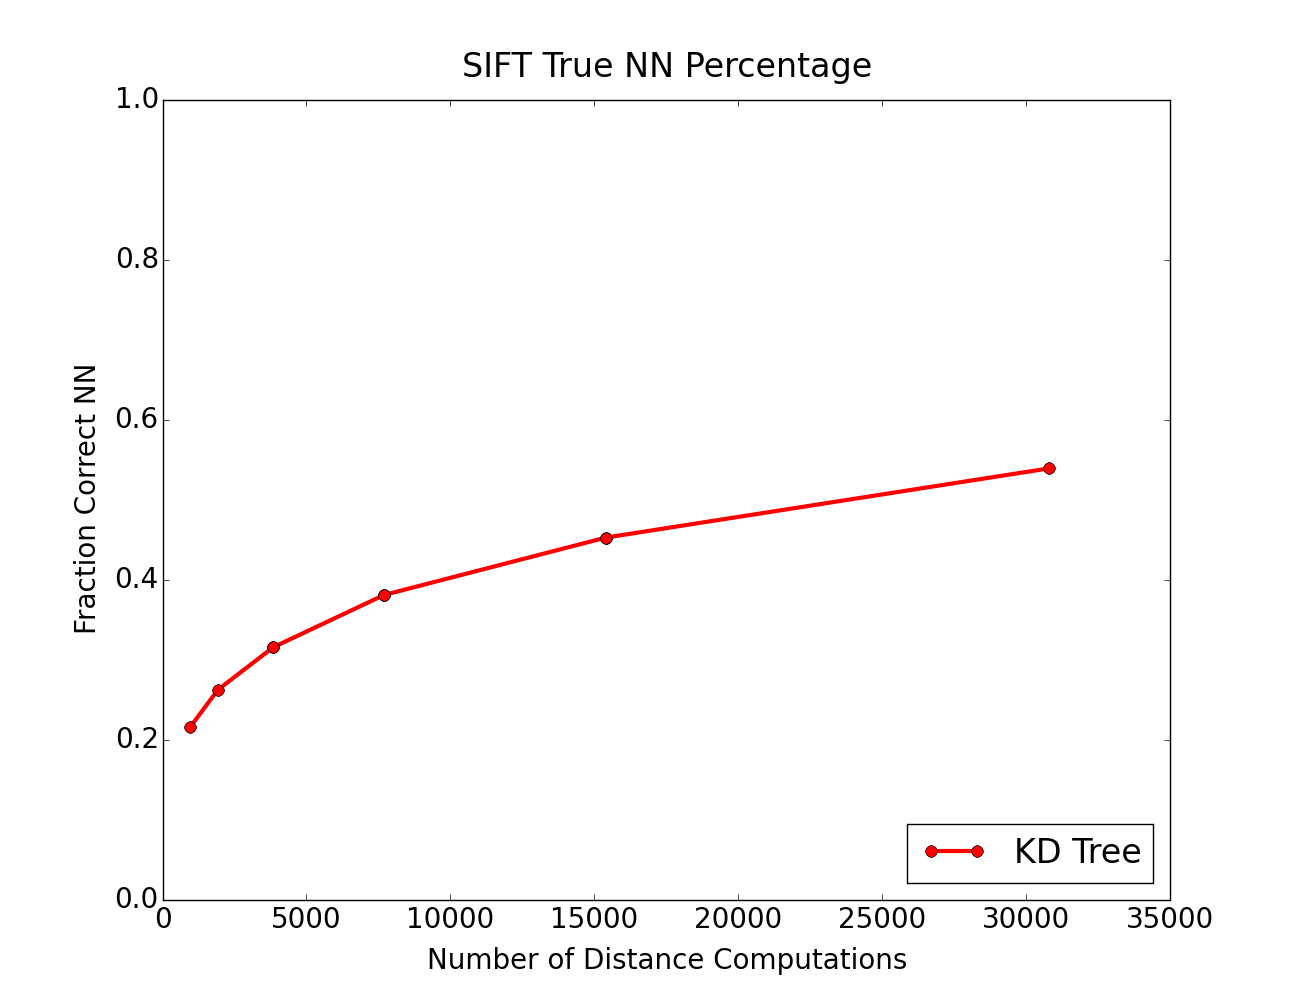 SIFT True NN Percentage
1.0
0.8
0.6
0.4
0.2
0.0
Fraction Correct NN
KD Tree
0 5000 10000 15000 20000 25000 30000 35000
Number of Distance Computations